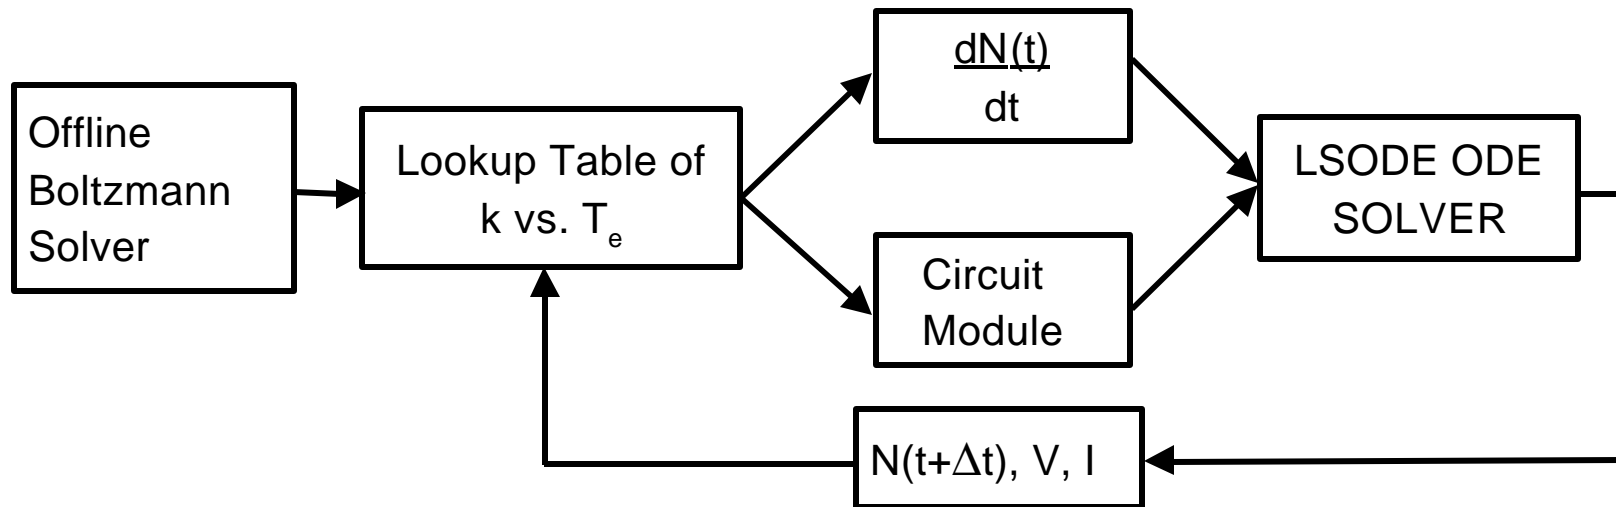 Offline
Boltzmann
Solver
Lookup Table of
k vs. Te
dN(t)
dt
Circuit
Module
LSODE ODE
SOLVER
N(t+Δt), V, I